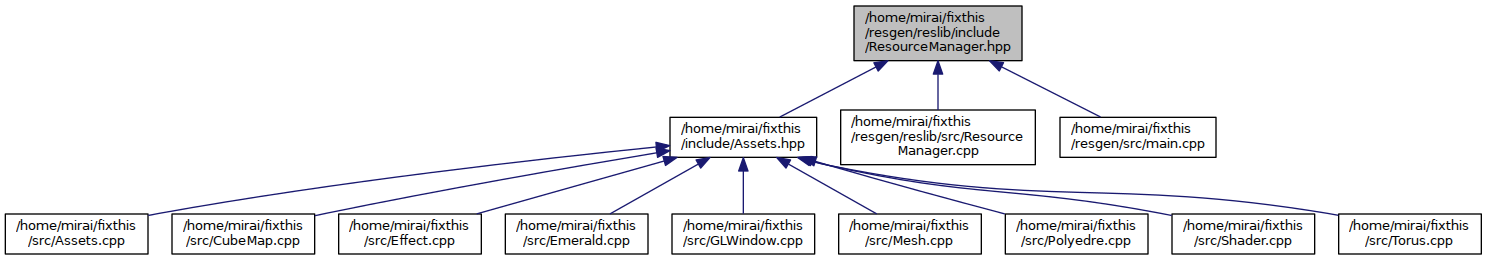 /home/mirai/fixthis
/resgen/reslib/include
/ResourceManager.hpp
/home/mirai/fixthis
/include/Assets.hpp
/home/mirai/fixthis
/resgen/reslib/src/Resource
Manager.cpp
/home/mirai/fixthis
/resgen/src/main.cpp
/home/mirai/fixthis
/src/Assets.cpp
/home/mirai/fixthis
/src/CubeMap.cpp
/home/mirai/fixthis
/src/Effect.cpp
/home/mirai/fixthis
/src/Emerald.cpp
/home/mirai/fixthis
/src/GLWindow.cpp
/home/mirai/fixthis
/src/Mesh.cpp
/home/mirai/fixthis
/src/Polyedre.cpp
/home/mirai/fixthis
/src/Shader.cpp
/home/mirai/fixthis
/src/Torus.cpp